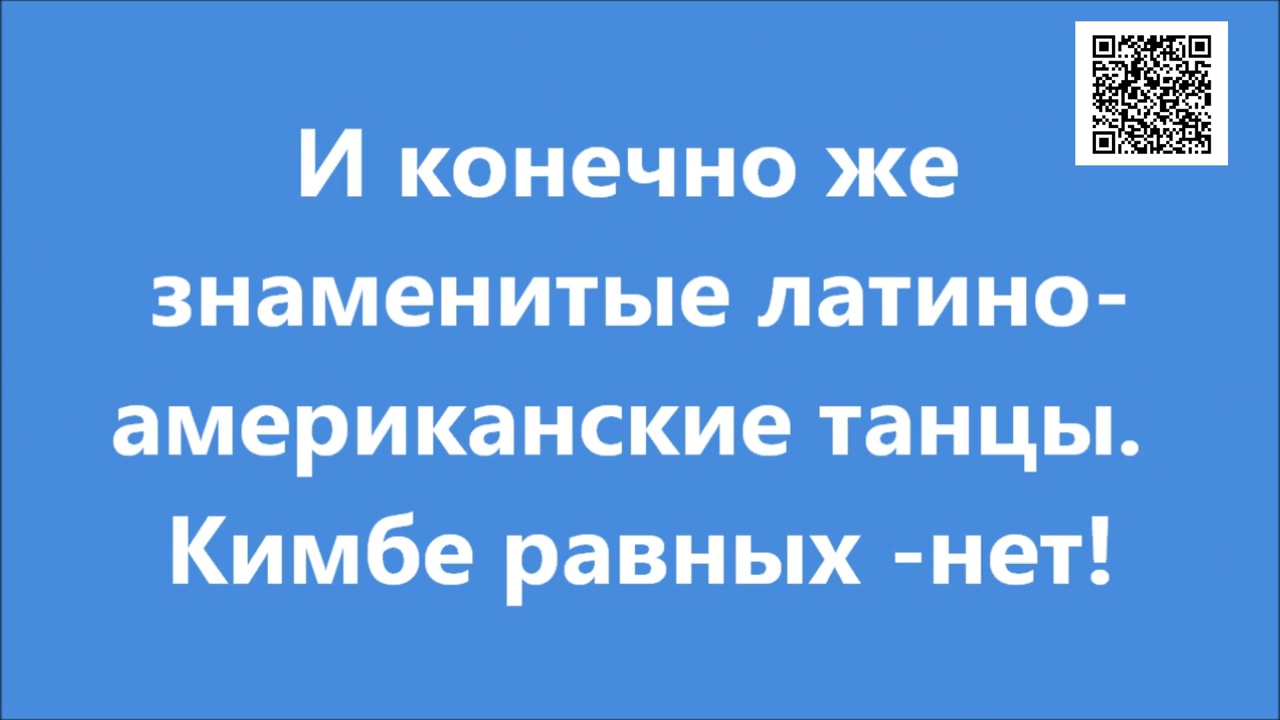 И конечно же
знаменитые латино-
американские танцы.
Кимбе равных -нет!